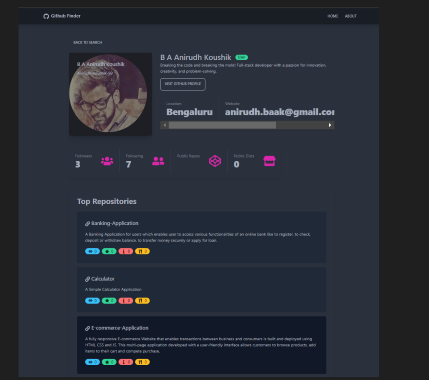 Github Finder
HOME ABOUT
BACK TO SEARCH
B A Anirudh Koushik
B A Anirudh Koushik
Breaking the code and breaking the mold! Full-stack developer with a passion for innovation,
creativity, and problem-solving.
VISIT GITHUB PROFILE
Location
Bengaluru
Website
anirudh.baak@gmail.co
Followers
3
Following
7
Public Repos
Public Gists
0
Top Repositories
Banking-Application
A Banking Application for users which enables user to access various functionalities of an online bank like to register to check,
deposit or withdraw balance, to transfer money securely or apply for loan.
Calculator
A Simple Calculator Application
E-commerce Application
A fully responsive E-commerce Website that enables transactions between business and consumers is built and deployed using
HTML CSS and JS. This multi-page application developed with a user-friendly interface allows customers to browse products, add
items to their cart and compete purchase.